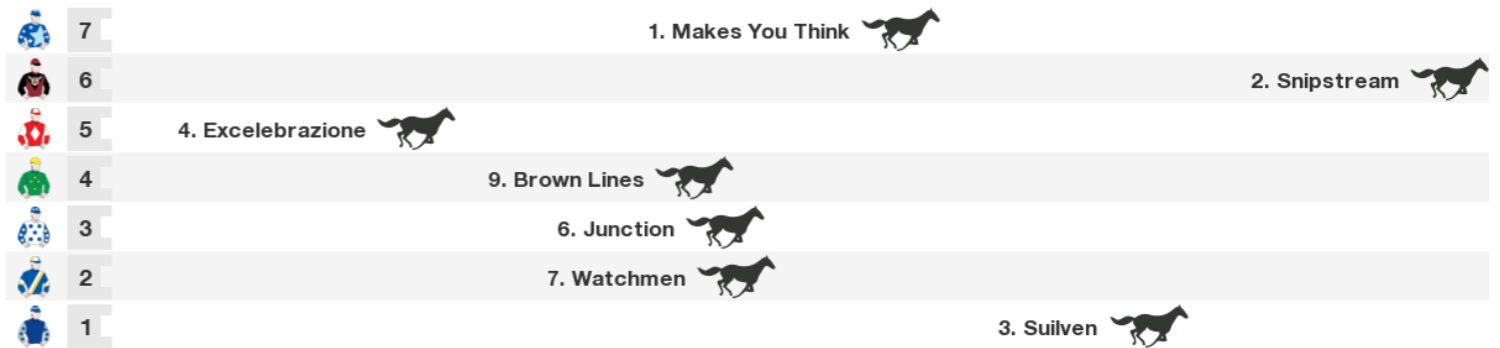 7 1. Makes You Think
6 2. Snipstream
5 4. Excelebrazione
4 9. Brown Lines
3 6. Junction
2 7. Watchmen
1 3. Suilven